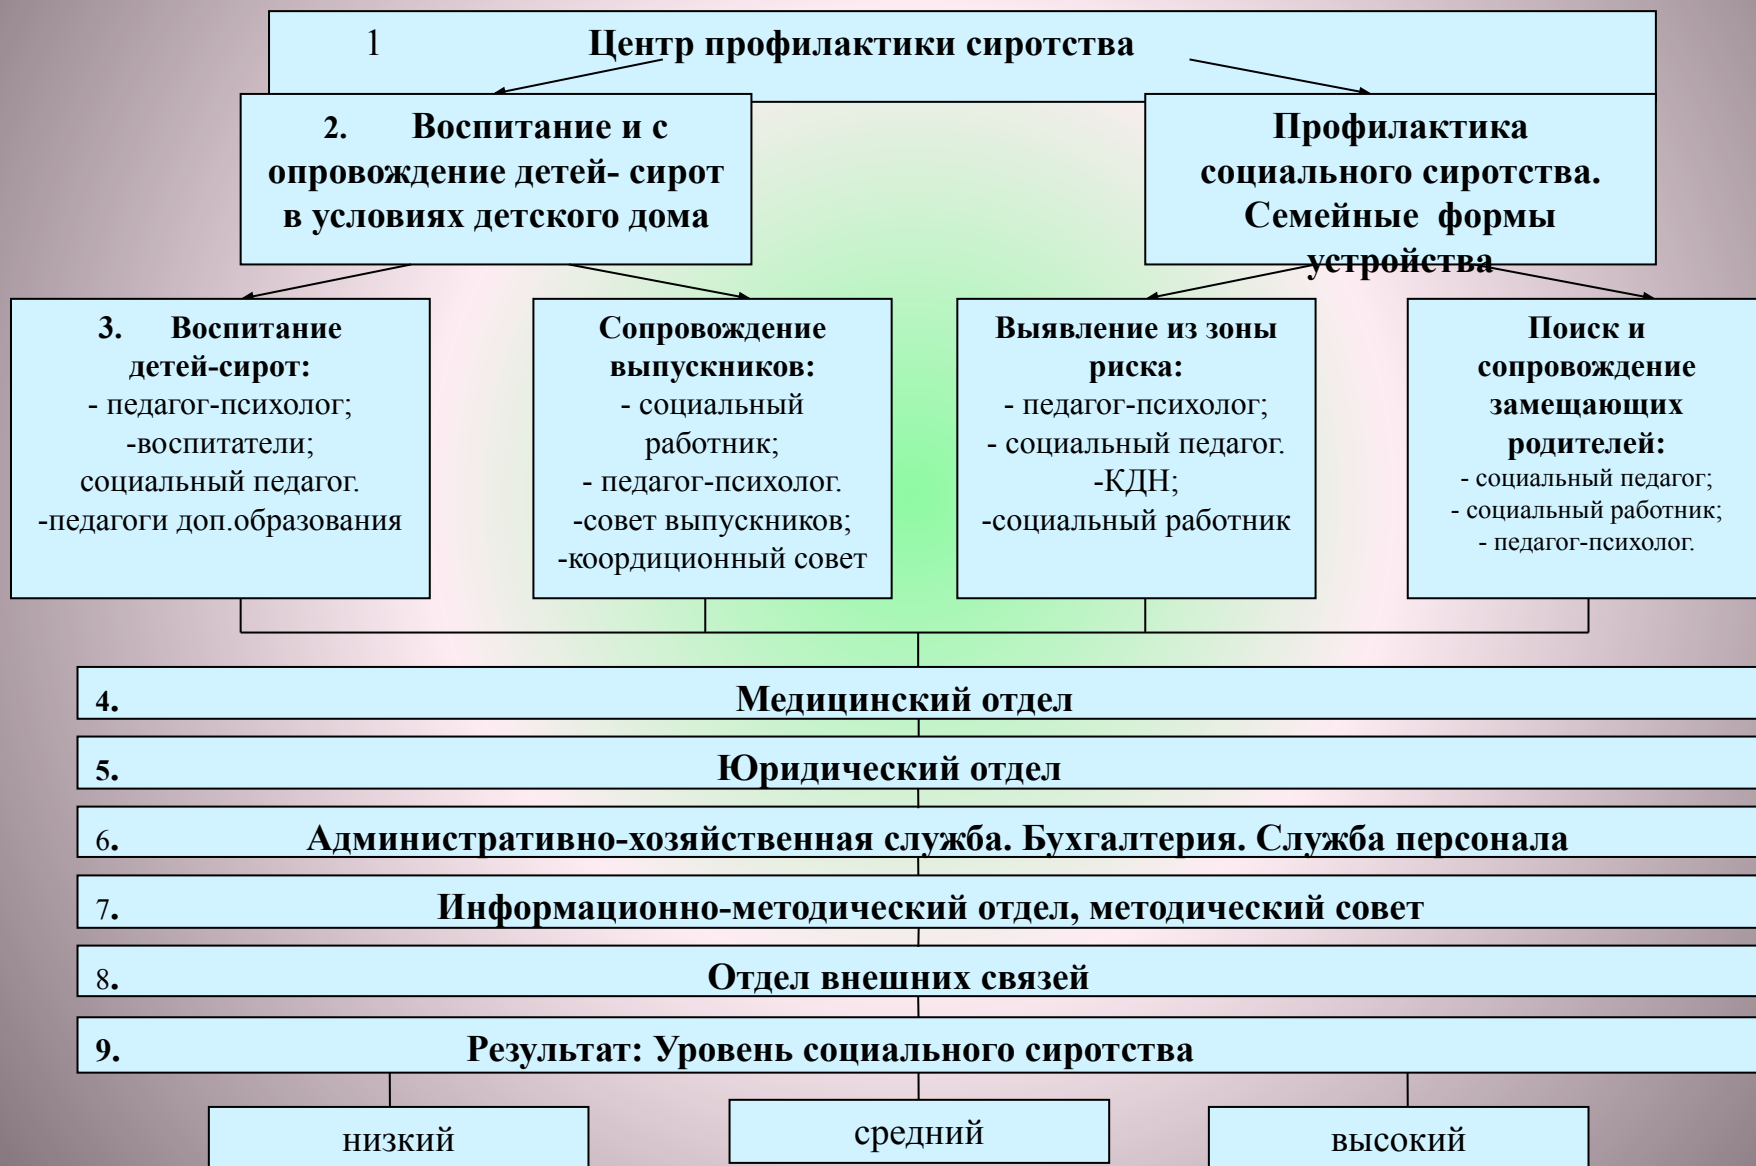 1 Центр профилактики сиротства
2. Воспитание и с
опровождение детей- сирот
в условиях детского дома
Профилактика
социального сиротства.
Семейные формы
устройства
3. Воспитание
детей-сирот:
- педагог-психолог;
-воспитатели;
социальный педагог.
-педагоги доп.образования
Сопровождение
выпускников:
- социальный
работник;
- педагог-психолог.
-совет выпускников;
-координационный совет
Выявление из зоны
риска:
- педагог-психолог;
- социальный педагог.
-КДН;
-социальный работник
Поиск и
сопровождение
замещающих
родителей:
- социальный педагог;
- социальный работник;
- педагог-психолог.
4. Медицинский отдел
5. Юридический отдел
6. Административно-хозяйственная служба. Бухгалтерия. Служба персонала
7. Информационно-методический отдел, методический совет
8. Отдел внешних связей
9. Результат: Уровень социального сиротства
низкий
средний
высокий